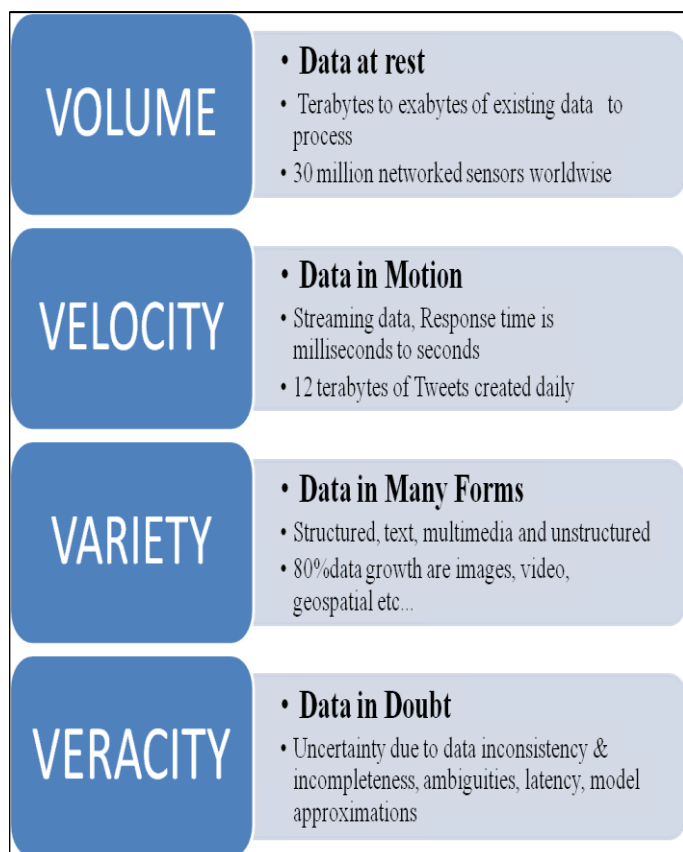 VOLUME
• Data at rest
• Terabytes to exabytes of existing data to
process
• 30 million networked sensors worldwise
VELOCITY
• Data in Motion
• Streaming data, Response time is
milliseconds to seconds
• 12 terabytes of Tweets created daily
VARIETY
• Data in Many Forms
• Structured, text, multimedia and unstructured
• 80%data growth are images, video,
geospatial etc...
VERACITY
• Data in Doubt
• Uncertainty due to data inconsistency &
incompleteness, ambiguities, latency, model
approximations